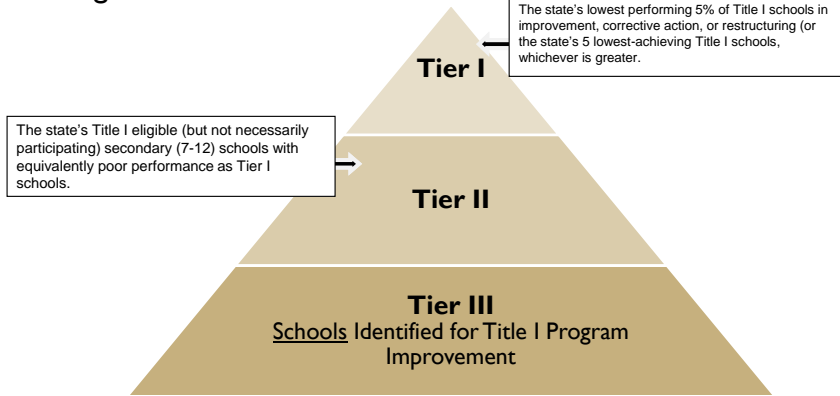 The state's lowest performing 5% of Title I schools in
improvement, corrective action, or restructuring (or
the state's 5 lowest-achieving Title I schools,
whichever is greater.
Tier I
The state's Title I eligible (but not necessarily
participating) secondary (7-12) schools with
equivalently poor performance as Tier I
schools.
Tier II
Tier III
Schools Identified for Title I Program
Improvement